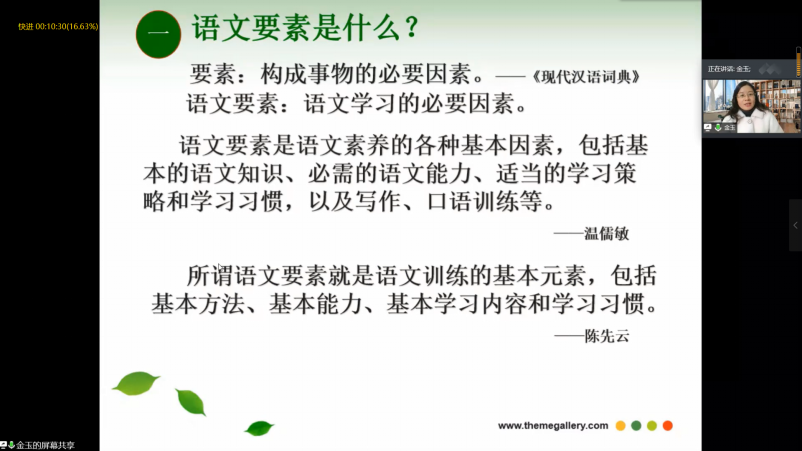 快进 00:10:30(16.63%)
一 语文要素是什么？
要素：构成事物的必要因素。——《现代汉语词典》
语文要素：语文学习的必要因素。
语文要素是语文素养的各种基本因素，包括基
本的语文知识、必需的语文能力、适当的学习策
略和学习习惯，以及写作、口语训练等。
——温儒敏
所谓语文要素就是语文训练的基本元素，包括
基本方法、基本能力、基本学习内容和学习习惯。
——陈先云
www.themegallery.com
正在讲话: 金玉;
金玉
金玉的屏幕共享